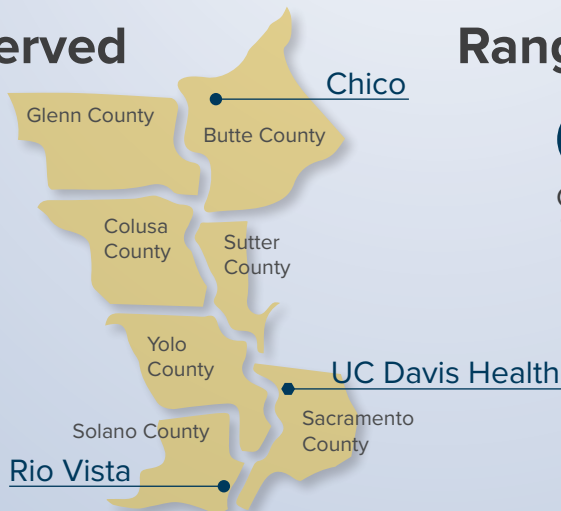 erved
Rang
Chico
Glenn County
Butte County
Colusa
County
Sutter
County
Yolo
County
UC Davis Health
Sacramento
County
Solano County
Rio Vista